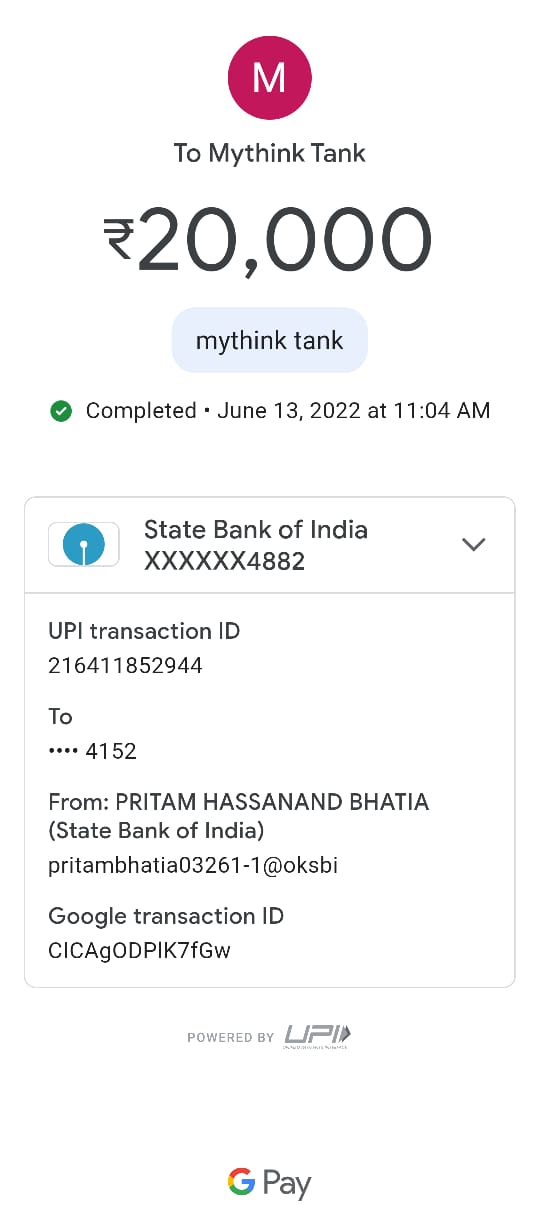 M
To Mythink Tank
₹20,000
mythink tank
Completed • June 13, 2022 at 11:04 AM
State Bank of India
XXXXXX4882
UPI transaction ID
216411852944
To
•••• 4152
From: PRITAM HASSANAND BHATIA
(State Bank of India)
pritambhatia03261-1@oksbi
Google transaction ID
CICAgODPlK7fGw
POWERED BY UPI
G Pay